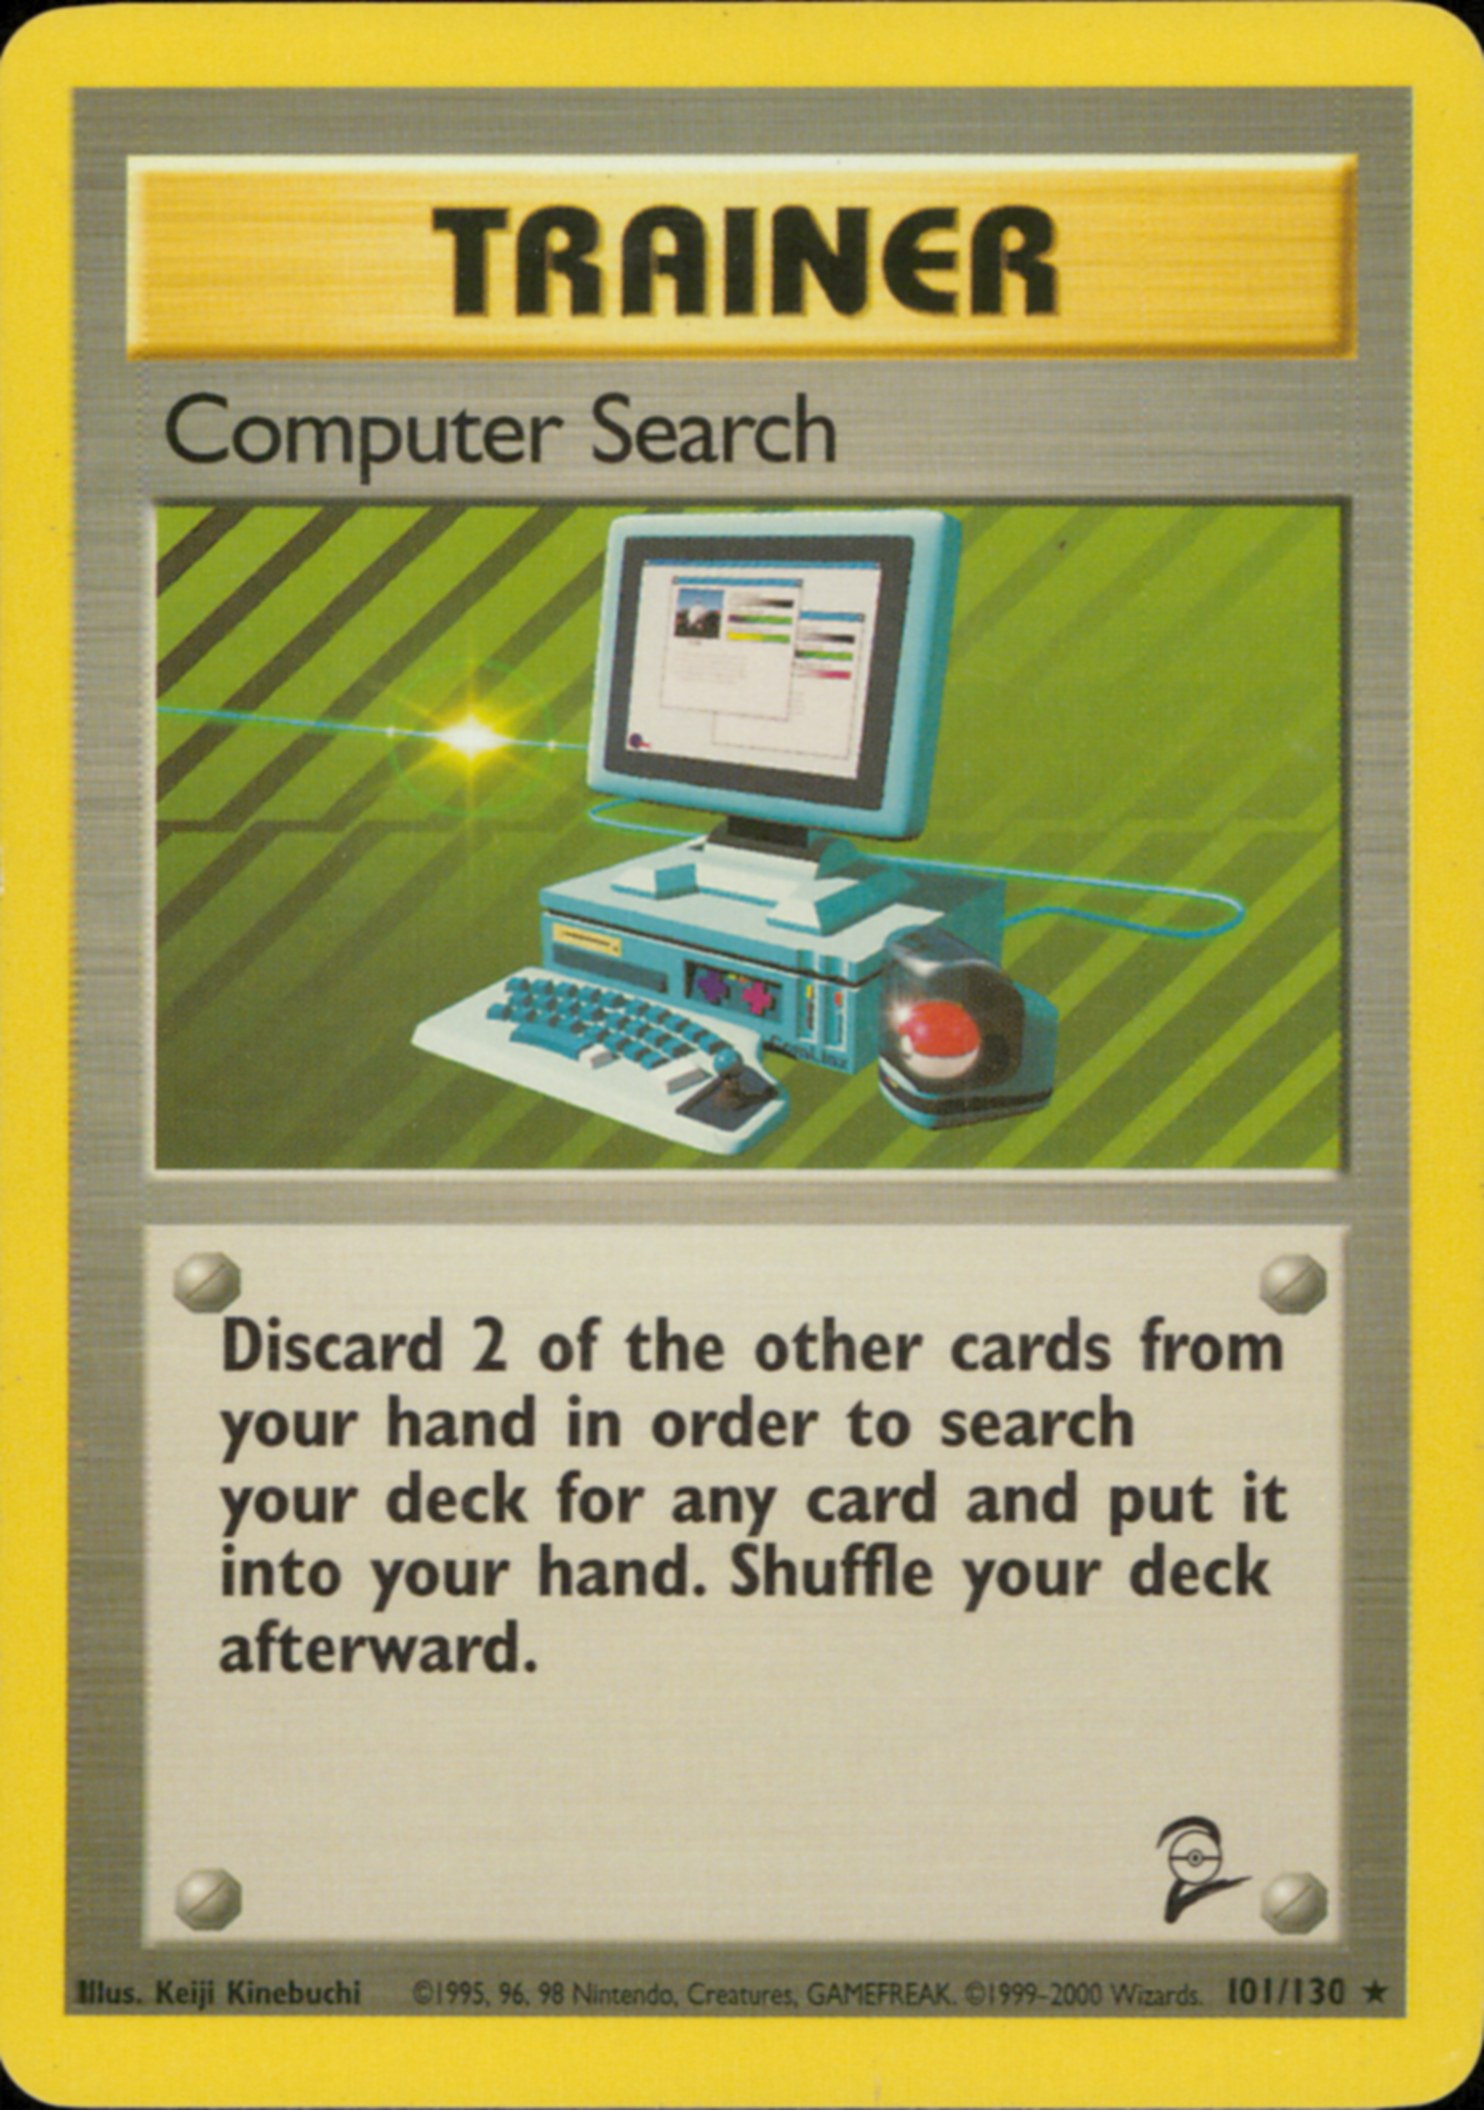 TRAINER
Computer Search
Discard 2 of the other cards from
your hand in order to search
your deck for any card and put it
into your hand. Shuffle your deck
afterward.
Illus. Keiji Kinebuchi ©1995, 96, 98 Nintendo, Creatures, GAMEFREAK. ©1999-2000 Wizards. 101/130 ★